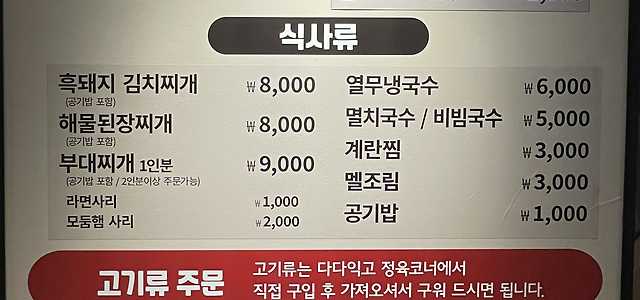 식사류
흑돼지 김치찌개 ₩8,000
(공기밥 포함)
해물된장찌개 ₩8,000
(공기밥 포함)
부대찌개 1인분 ₩9,000
(공기밥 포함 / 2인분이상 주문가능)
라면사리 ₩1,000
모둠햄 사리 ₩2,000
열무냉국수 ₩6,000
멸치국수 / 비빔국수 ₩5,000
계란찜 ₩3,000
멜조림 ₩3,000
공기밥 ₩1,000
고기류 주문
고기류는 다다익고 정육코너에서
직접 구입 후 가져오셔서 구워 드시면 됩니다.